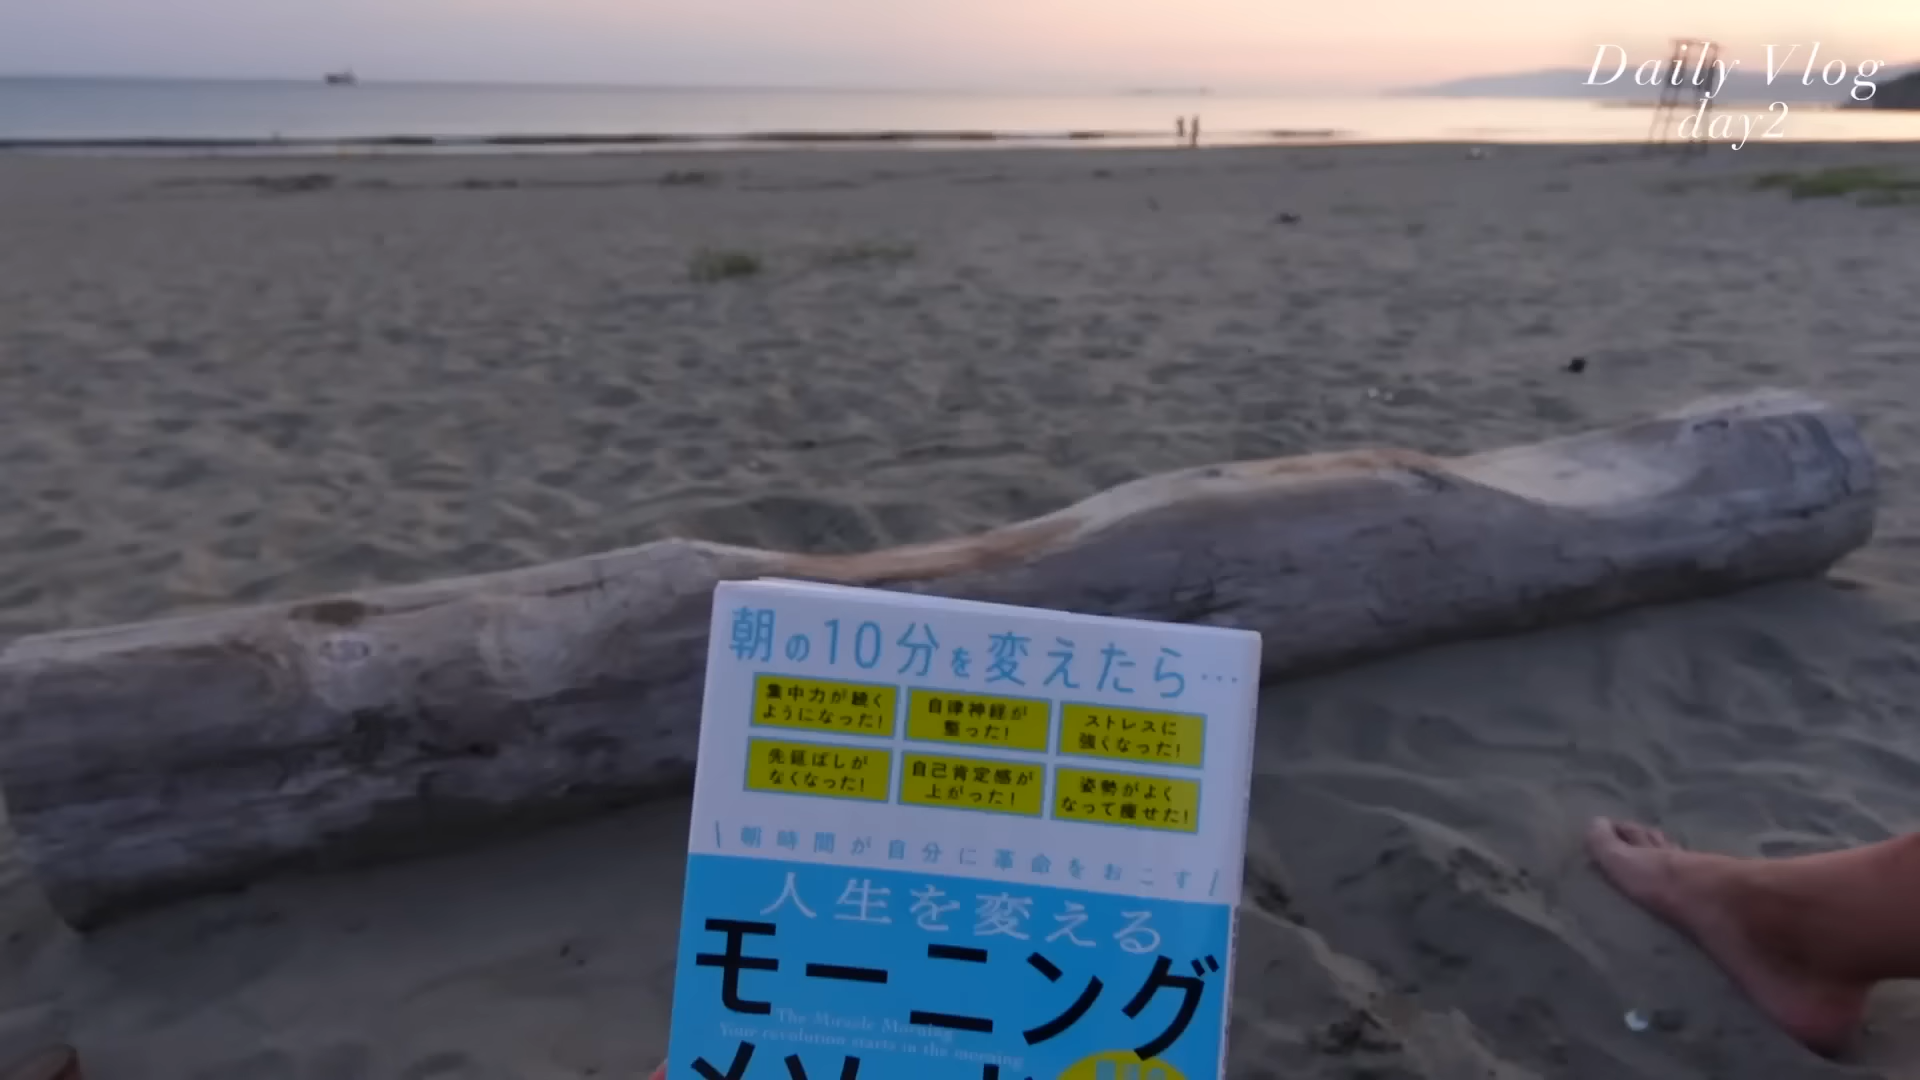 Daily Vlog
day2
朝の10分を変えたら…
集中力が続く
ようになった!
自律神経が
整った!
ストレスに
強くなった!
先延ばしが
なくなった!
自己肯定感が
上がった!
姿勢がよく
なって痩せた!
\ 朝時間が自分に革命をおこす /
人生を変える
モーニング
The Miracle Morning
Your revolution starts in the morning